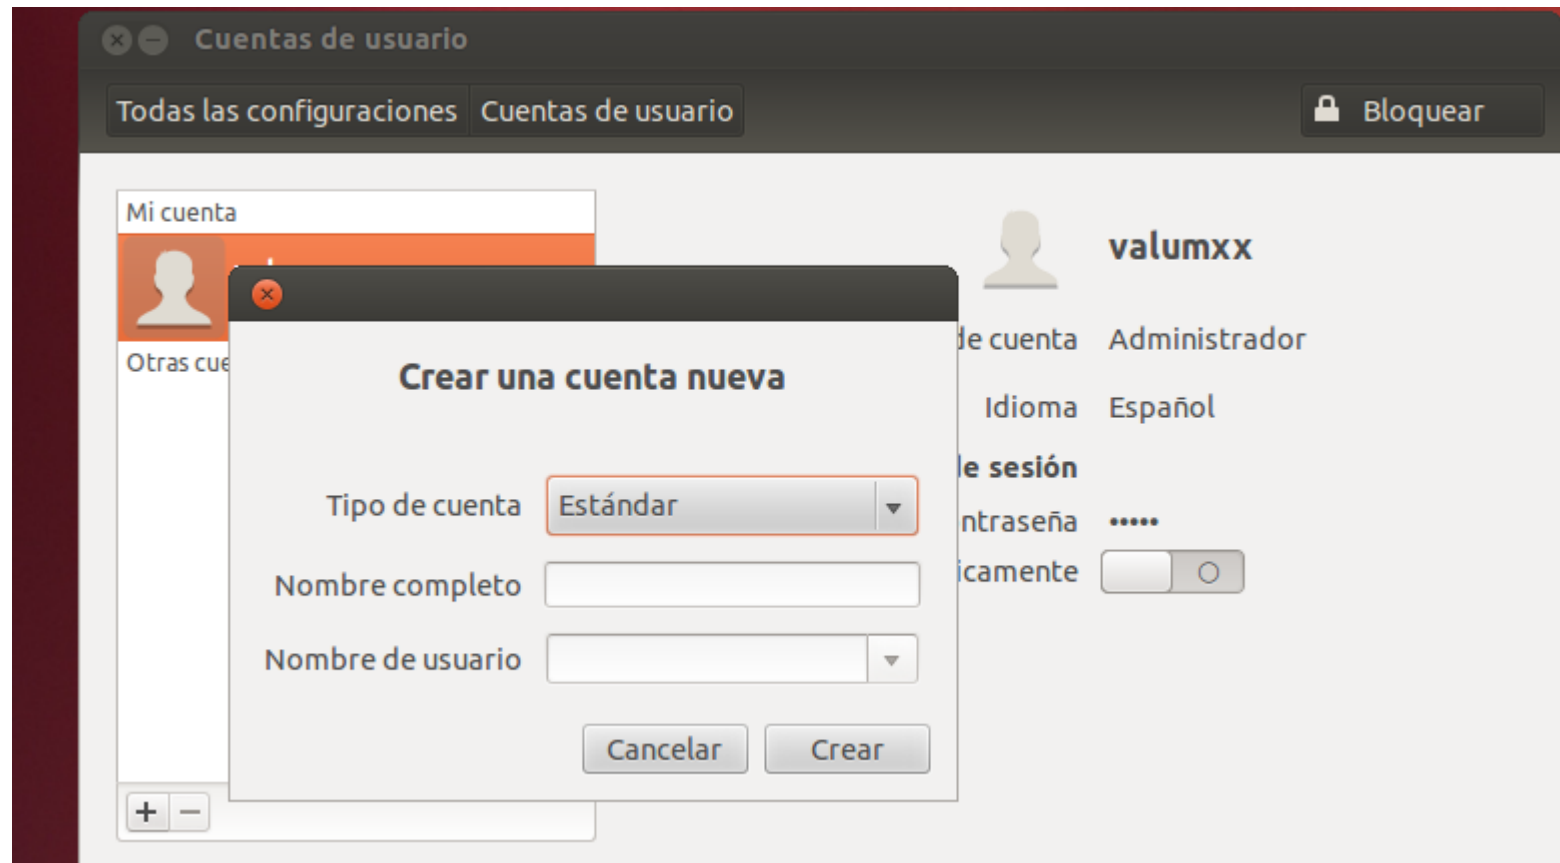 Cuentas de usuario
Todas las configuraciones Cuentas de usuario Bloquear
Mi cuenta
valumxx
Otras cue
Crear una cuenta nueva
de cuenta Administrador
Idioma Español
de sesión
Tipo de cuenta Estándar
ntraseña •••••
Nombre completo
icamente
Nombre de usuario
Cancelar Crear
+ −